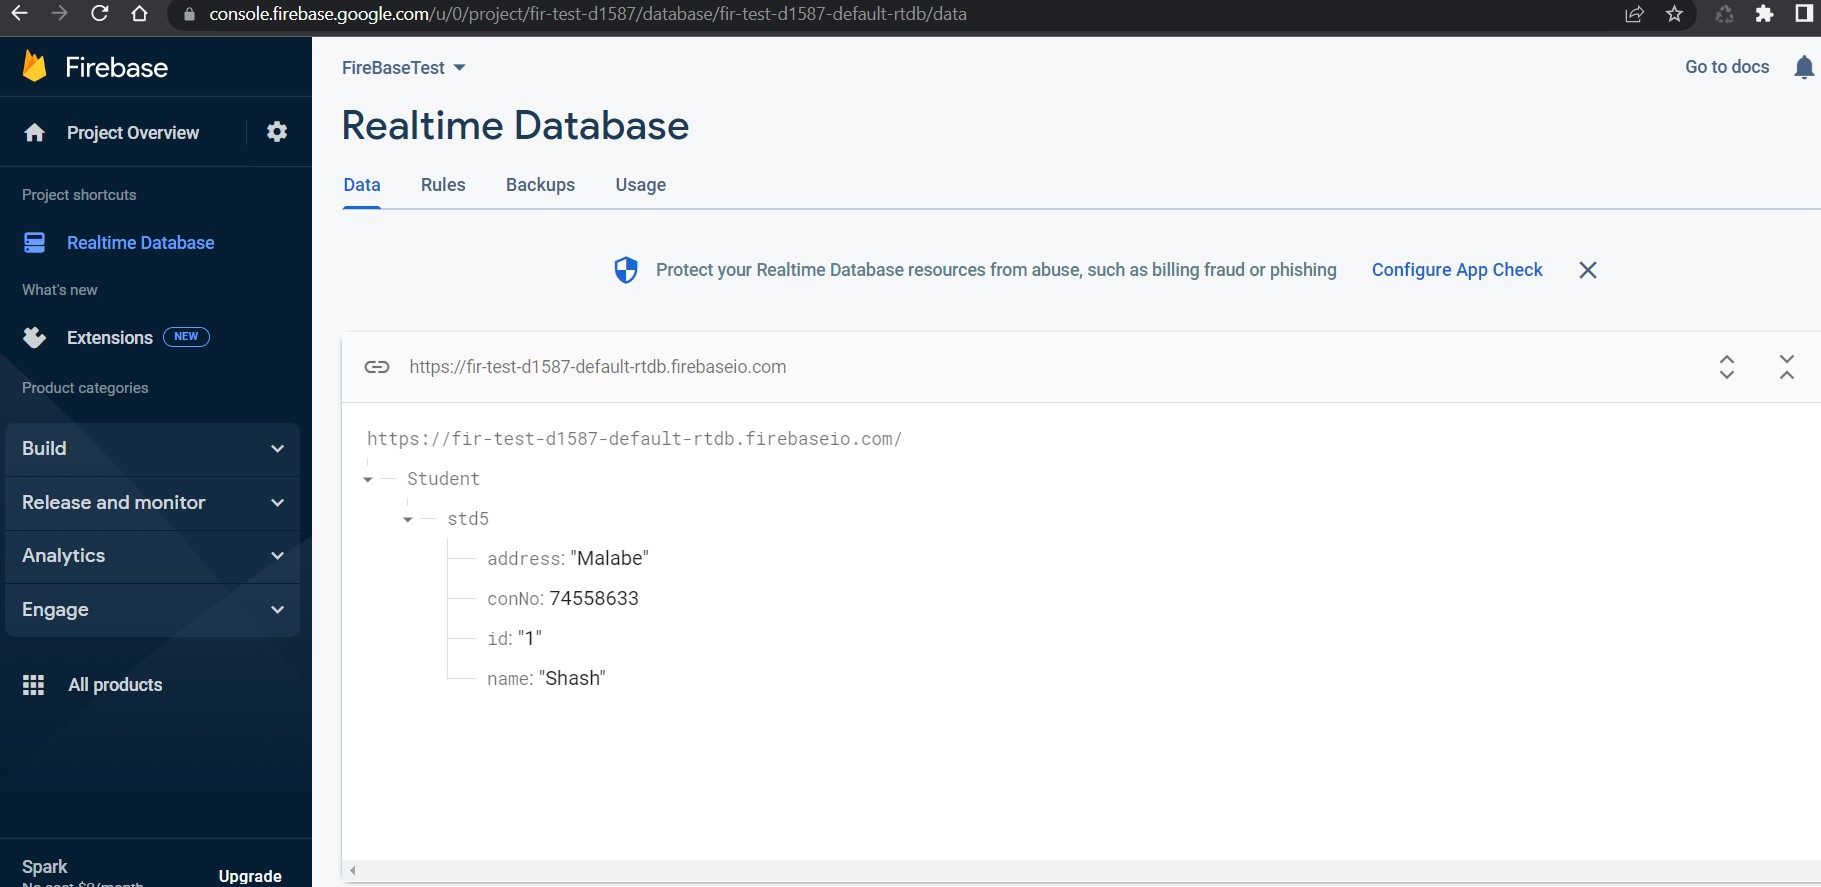 console.firebase.google.com/u/0/project/fir-test-d1587/database/fir-test-d1587-default-rtdb/data
Firebase
FireBaseTest
Go to docs
Project Overview
Realtime Database
Project shortcuts
Data Rules Backups Usage
Realtime Database
Protect your Realtime Database resources from abuse, such as billing fraud or phishing Configure App Check
What's new
Extensions NEW
Product categories
https://fir-test-d1587-default-rtdb.firebaseio.com
Build
Release and monitor
Analytics
Engage
All products
https://fir-test-d1587-default-rtdb.firebaseio.com/
Student
std5
address: "Malabe"
conNo: 74558633
id: "1"
name: "Shash"
Spark
Upgrade